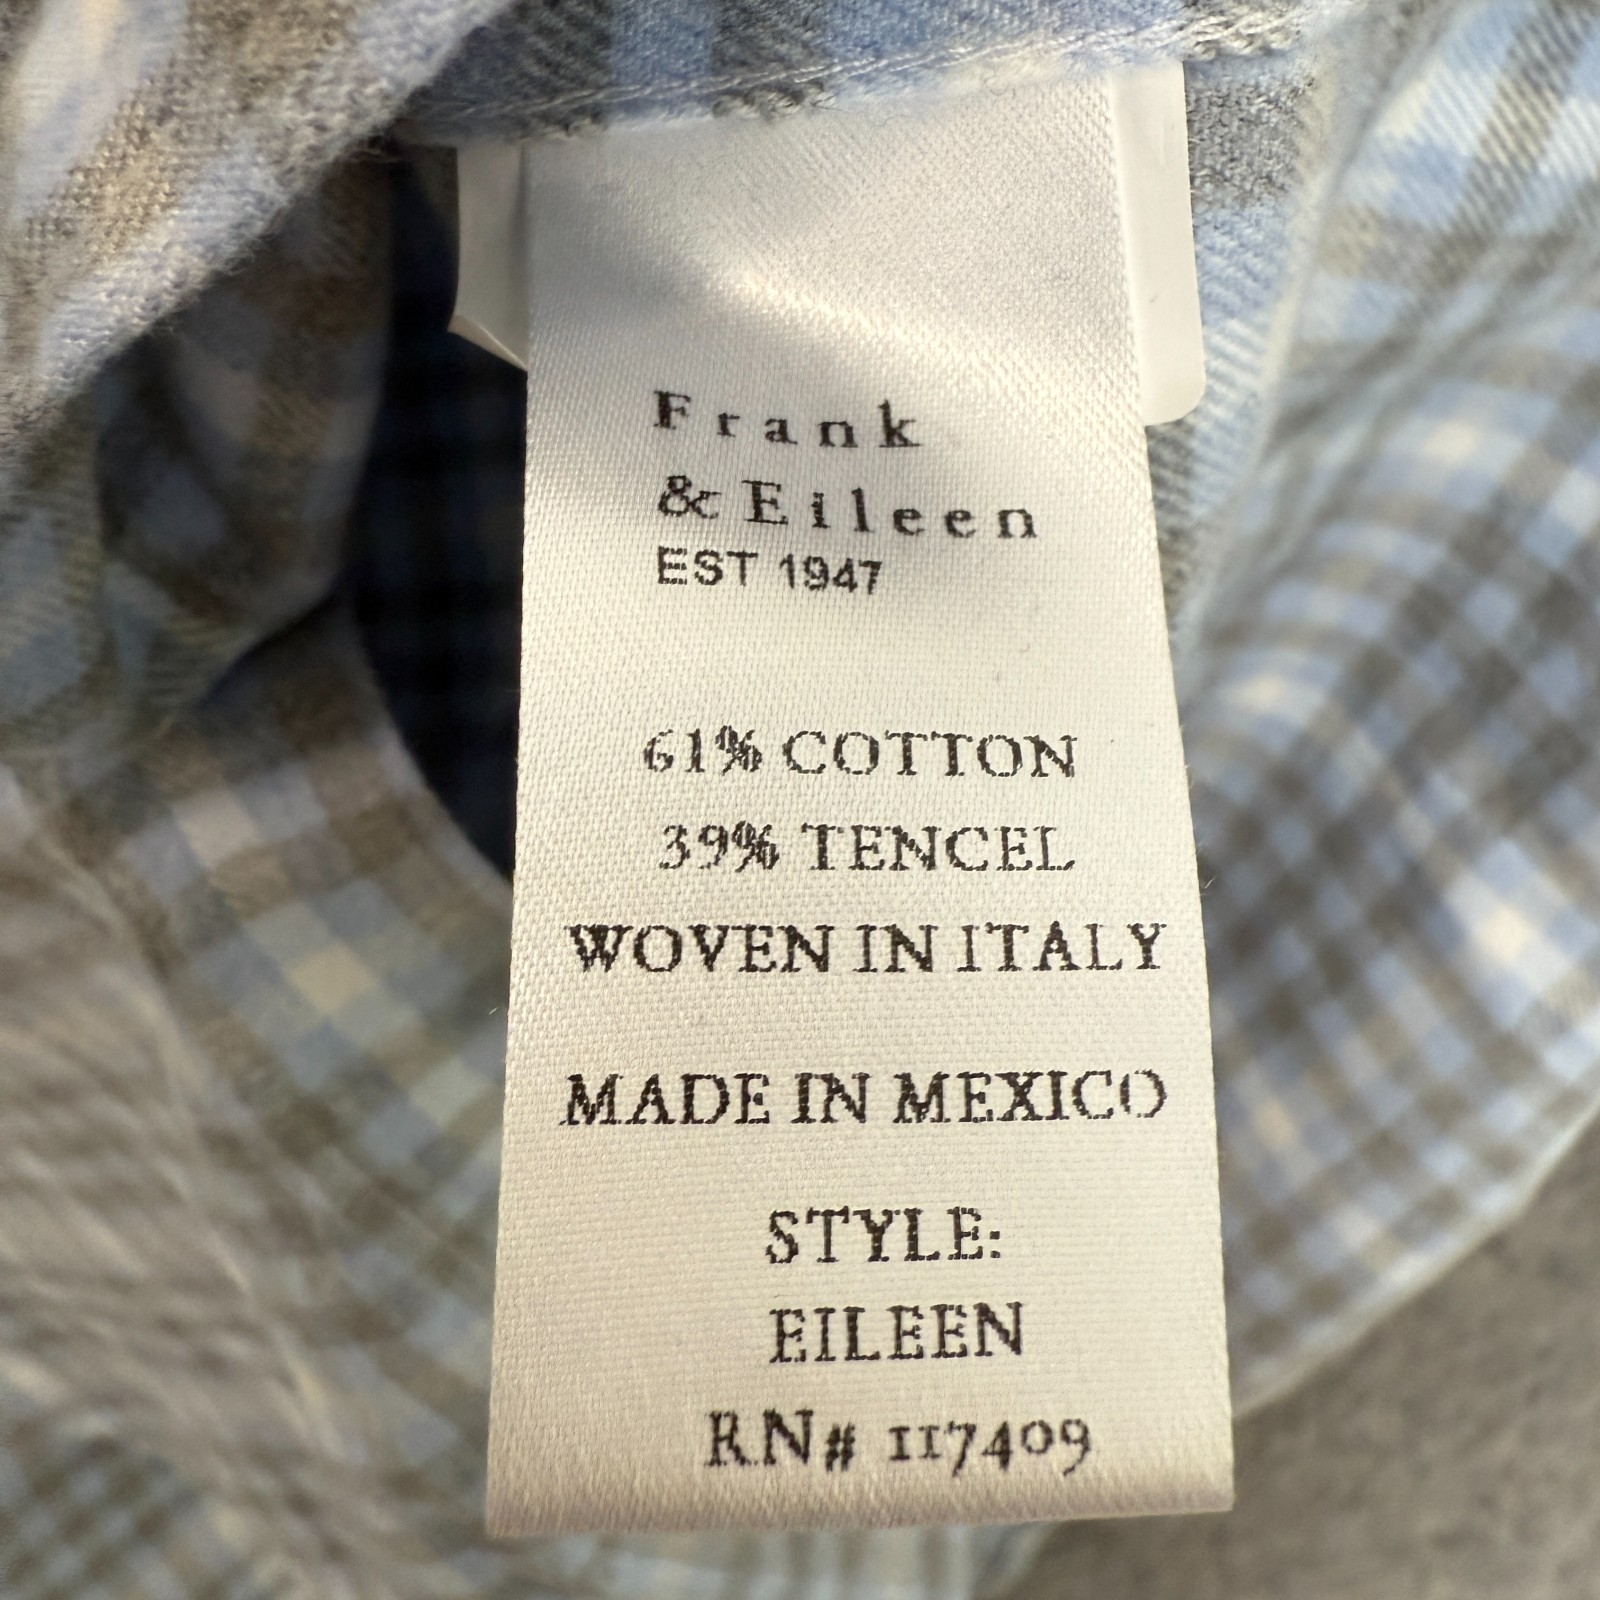 Frank
& Eileen
EST 1947
61% COTTON
39% TENCEL
WOVEN IN ITALY
MADE IN MEXICO
STYLE:
EILEEN
RN# 117409